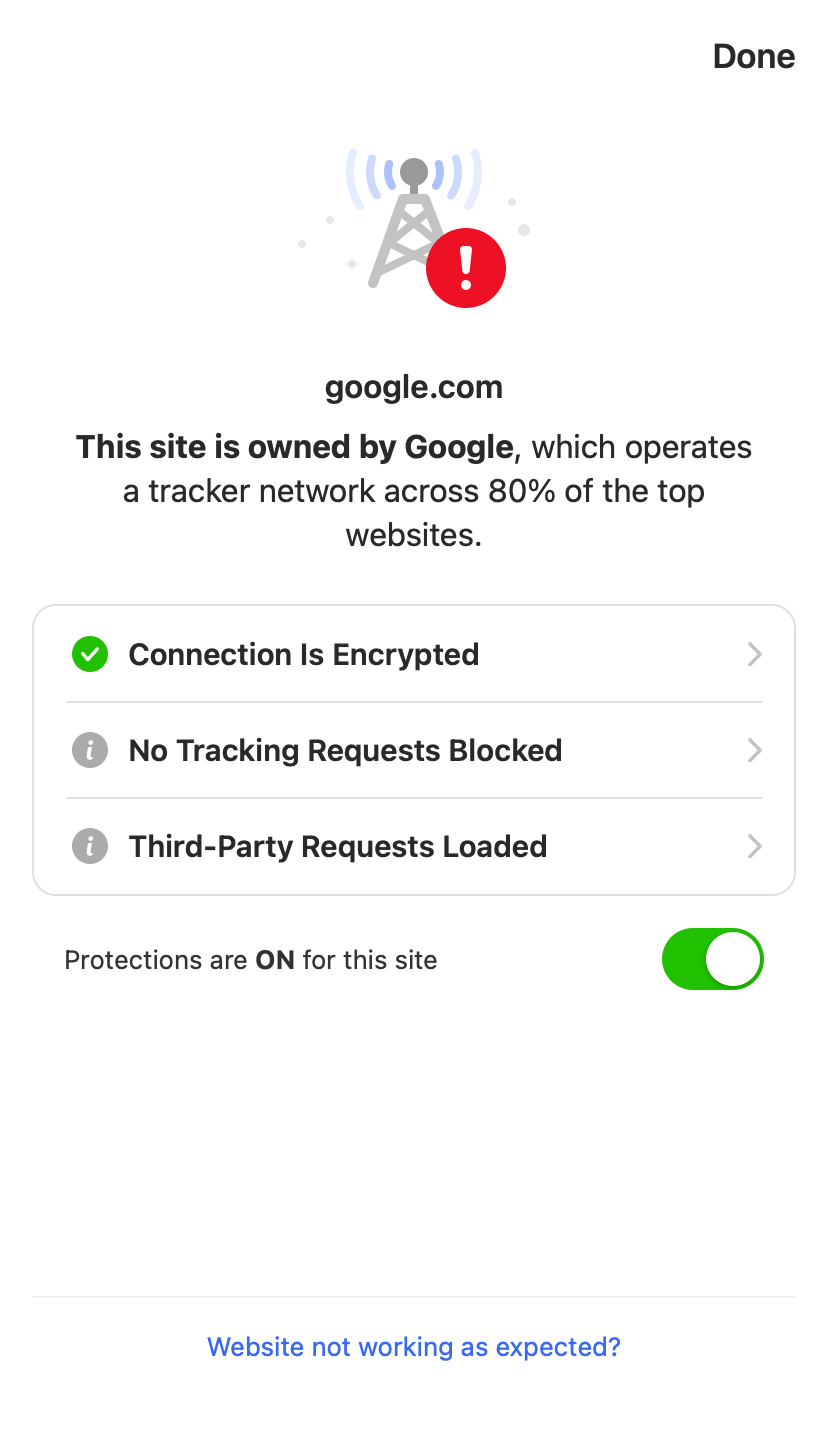 Done
google.com
This site is owned by Google, which operates
a tracker network across 80% of the top
websites.
Connection Is Encrypted
No Tracking Requests Blocked
Third-Party Requests Loaded
Protections are ON for this site
Website not working as expected?